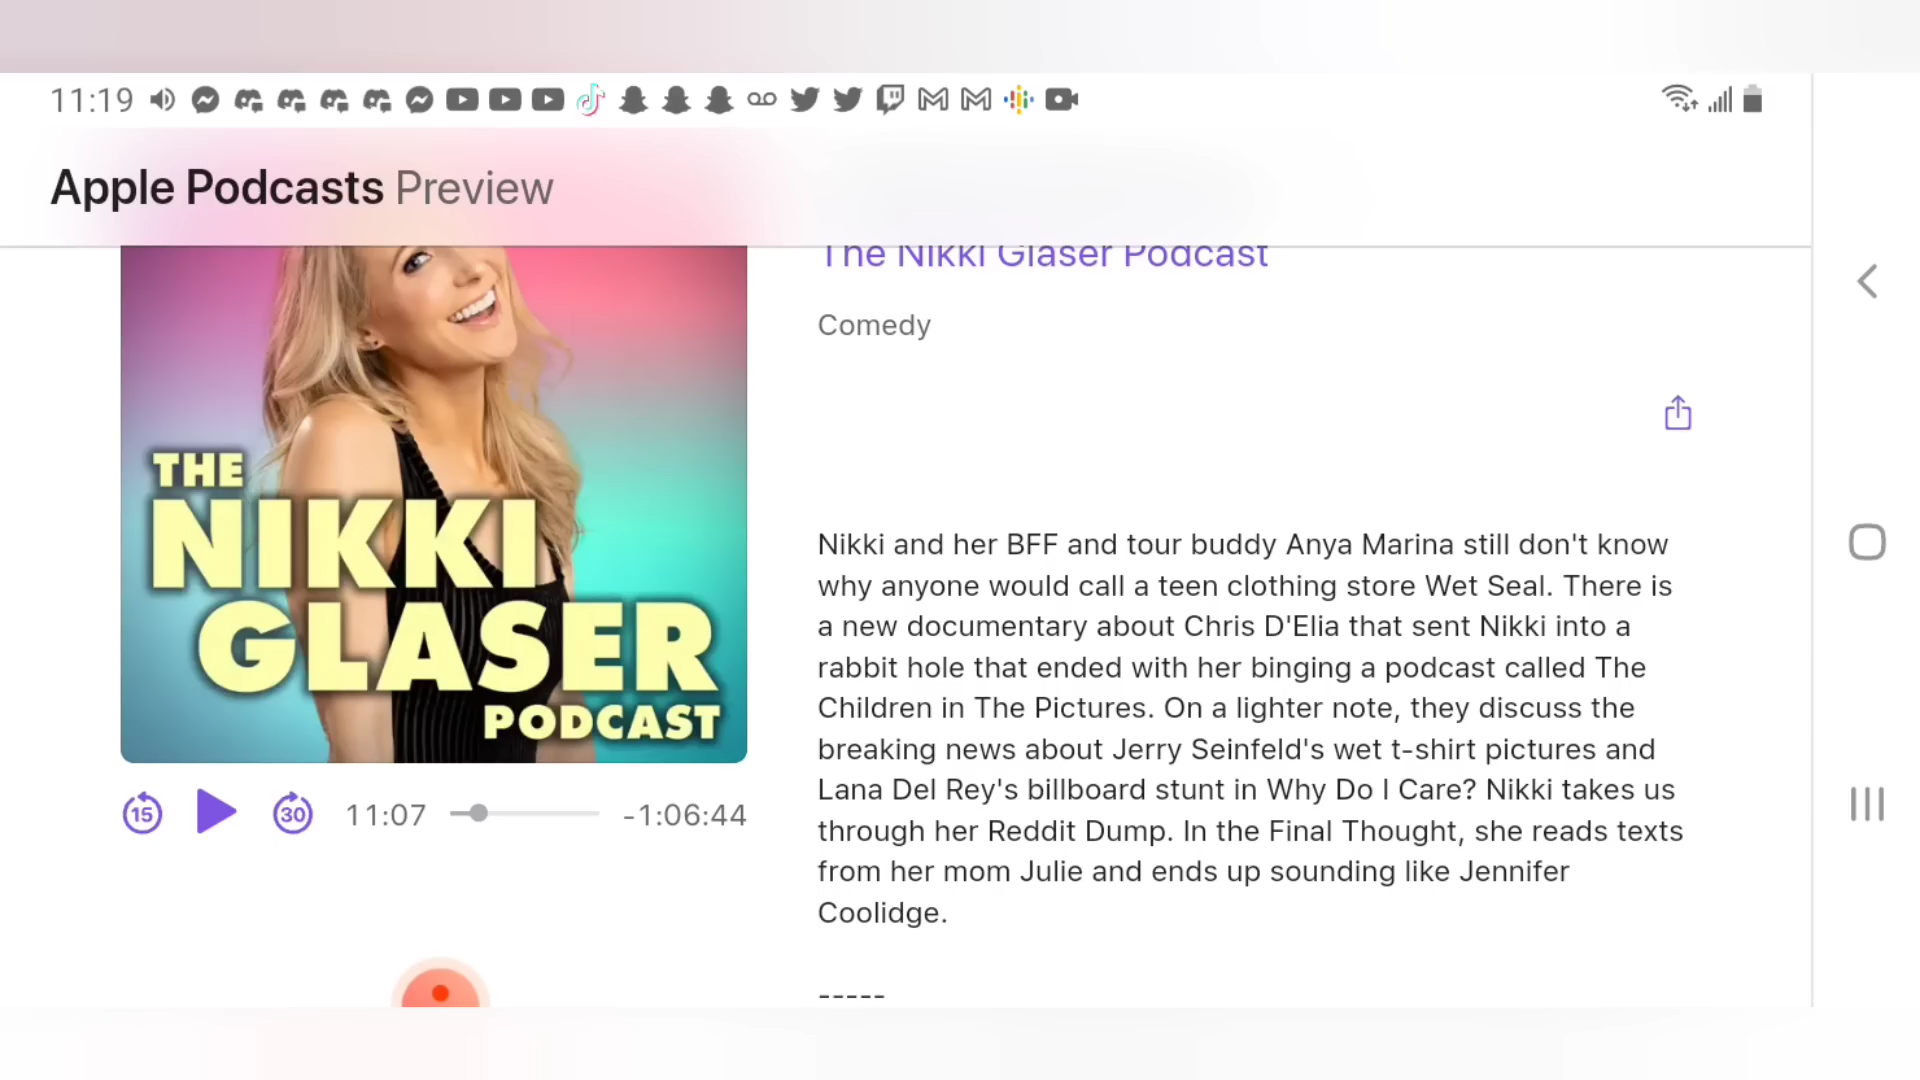 11:19
Apple Podcasts Preview
The Nikki Glaser Podcast
Comedy
THE
NIKKI
GLASER
PODCAST
15
30
11:07
-1:06:44
Nikki and her BFF and tour buddy Anya Marina still don't know
why anyone would call a teen clothing store Wet Seal. There is
a new documentary about Chris D'Elia that sent Nikki into a
rabbit hole that ended with her binging a podcast called The
Children in The Pictures. On a lighter note, they discuss the
breaking news about Jerry Seinfeld's wet t-shirt pictures and
Lana Del Rey's billboard stunt in Why Do I Care? Nikki takes us
through her Reddit Dump. In the Final Thought, she reads texts
from her mom Julie and ends up sounding like Jennifer
Coolidge.
-----